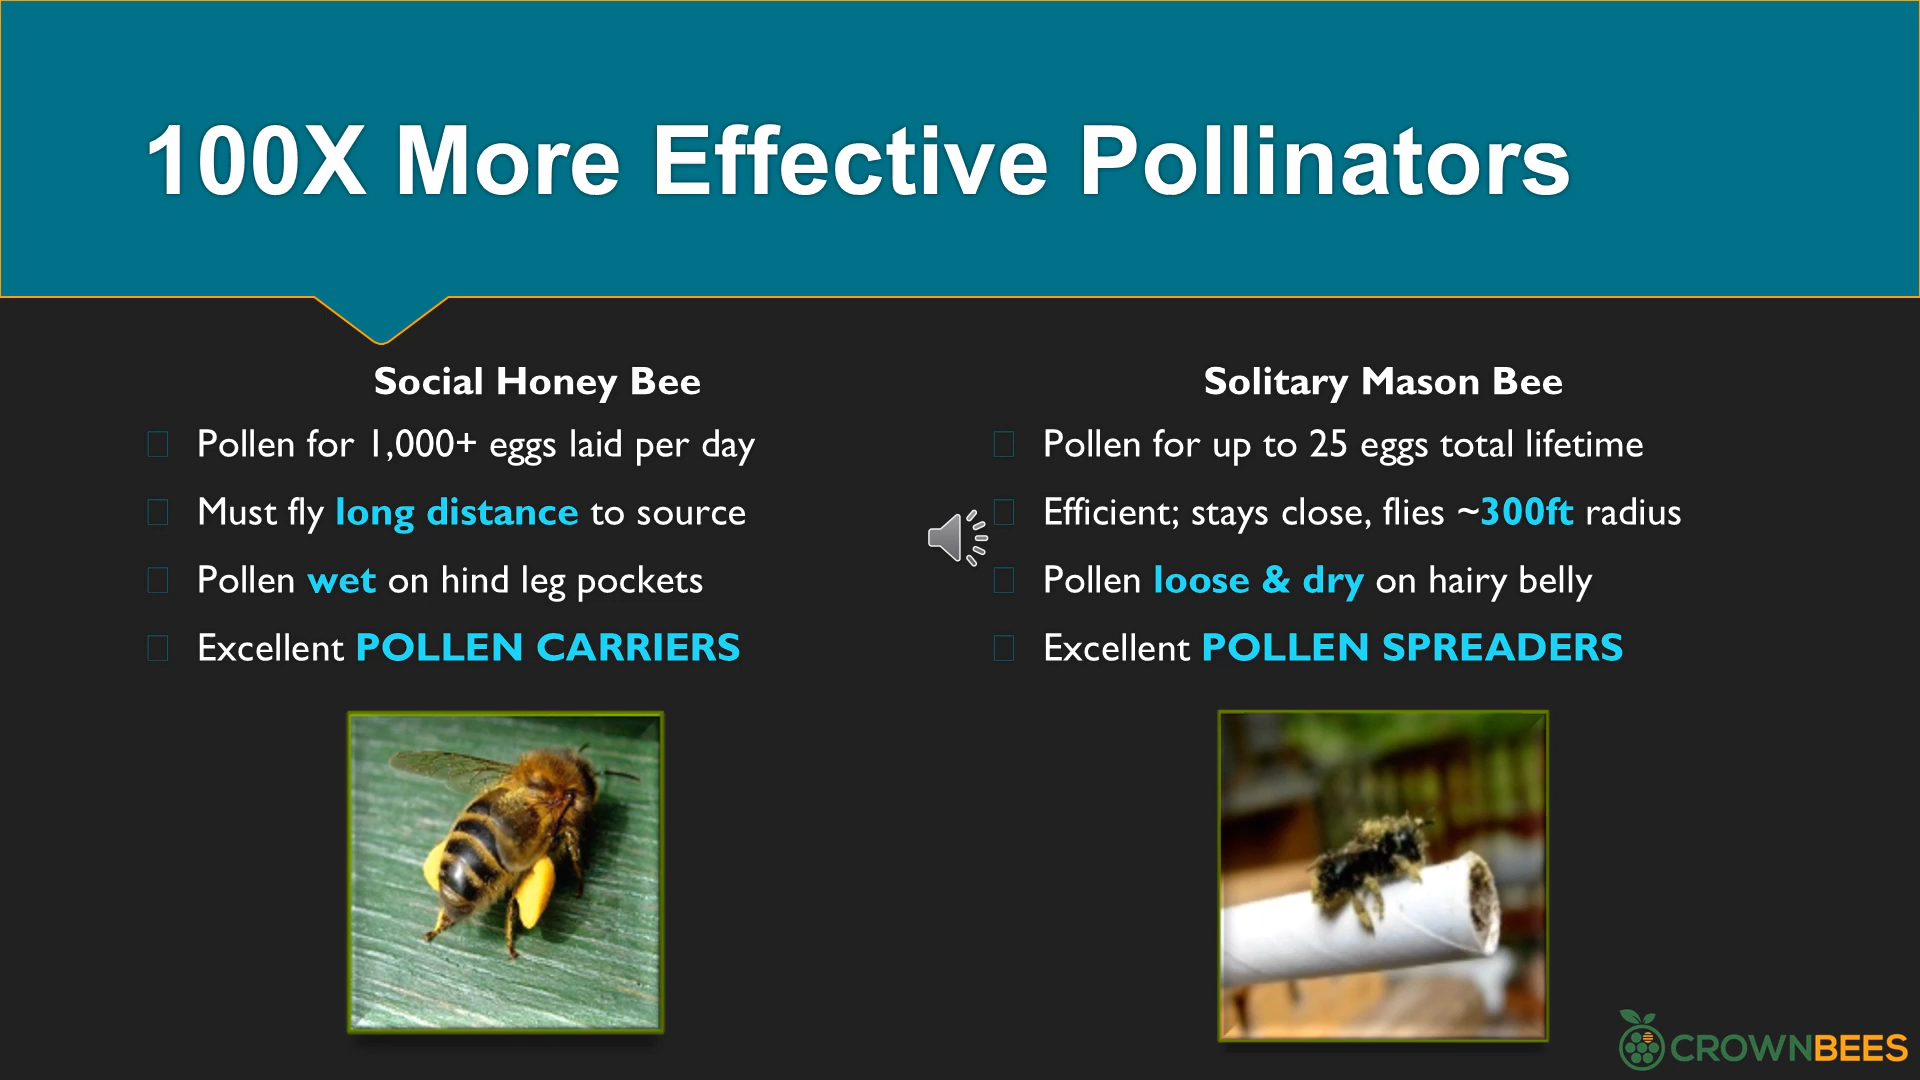 100X More Effective Pollinators
Social Honey Bee
Pollen for 1,000+ eggs laid per day
Must fly long distance to source
Pollen wet on hind leg pockets
Excellent POLLEN CARRIERS
Solitary Mason Bee
Pollen for up to 25 eggs total lifetime
Efficient; stays close, flies ~300ft radius
Pollen loose & dry on hairy belly
Excellent POLLEN SPREADERS
CROWNBEES